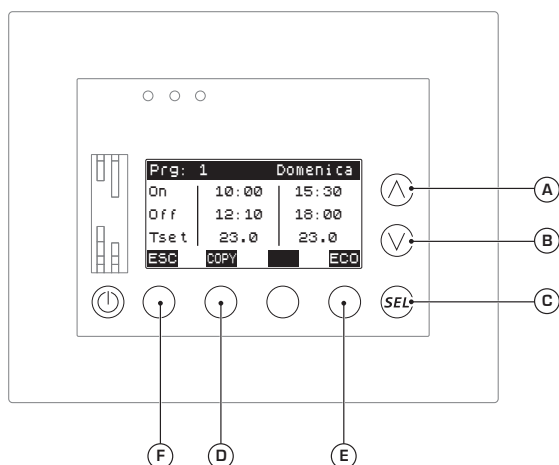 Prg: 1 Domenica
On 10:00 15:30
Off 12:10 18:00
Tset 23.0 23.0
ESC COPY ECO
SEL
A
B
C
F D E